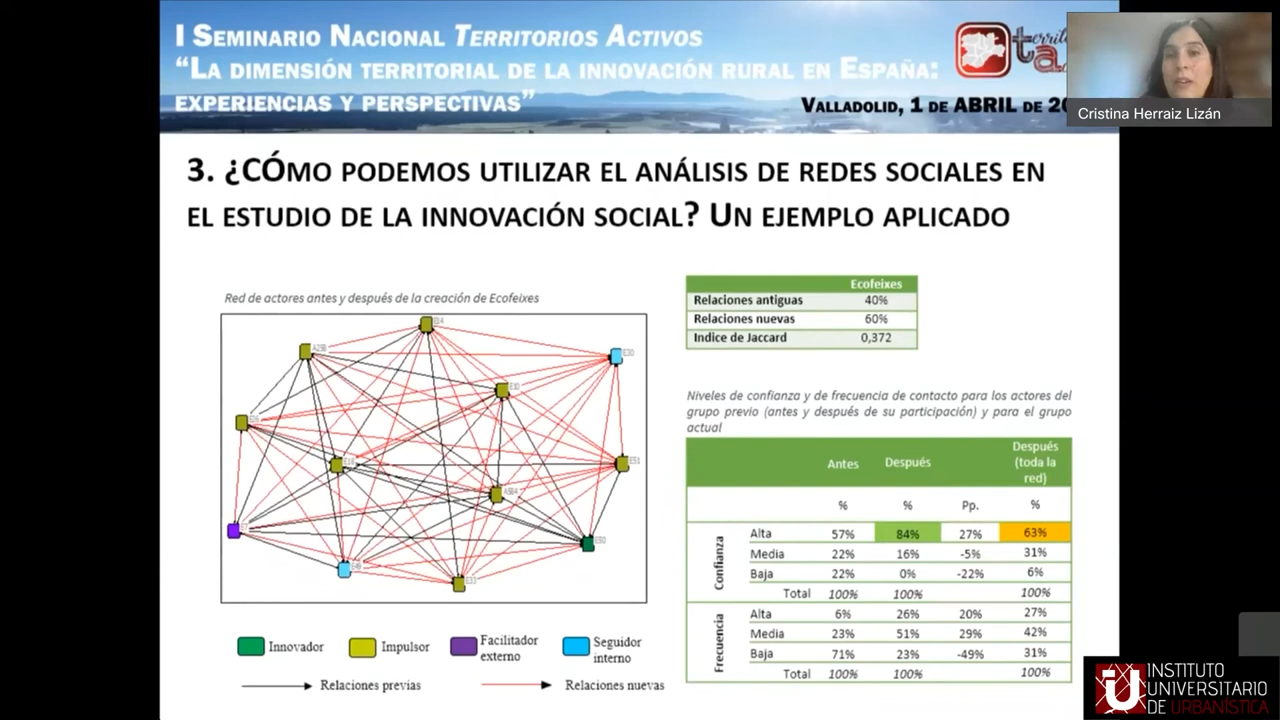 I SEMINARIO NACIONAL TERRITORIOS ACTIVOS
"LA DIMENSIÓN TERRITORIAL DE LA INNOVACIÓN RURAL EN ESPAÑA:
EXPERIENCIAS Y PERSPECTIVAS"
VALLADOLID, 1 DE ABRIL DE
Cristina Herraiz Lizán
3. ¿CÓMO PODEMOS UTILIZAR EL ANÁLISIS DE REDES SOCIALES EN
EL ESTUDIO DE LA INNOVACIÓN SOCIAL? UN EJEMPLO APLICADO
Red de actores antes y después de la creación de Ecofeixes
Innovador Impulsor Facilitador externo Seguidor interno
Relaciones previas Relaciones nuevas
Ecofeixes
Relaciones antiguas 40%
Relaciones nuevas 60%
Indice de Jaccard 0,372
Niveles de confianza y de frecuencia de contacto para los actores del
grupo previo (antes y después de su participación) y para el grupo
actual
Antes Después Después (toda la red)
% % Pp. %
Confianza
Alta 57% 84% 27% 63%
Media 22% 16% -5% 31%
Baja 22% 0% -22% 6%
Total 100% 100% 100%
Frecuencia
Alta 6% 26% 20% 27%
Media 23% 51% 29% 42%
Baja 71% 23% -49% 31%
Total 100% 100% 100%
INSTITUTO
UNIVERSITARIO
DE URBANÍSTICA